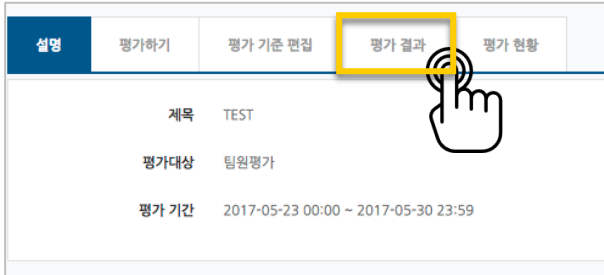 설명 평가하기 평가 기준 편집 평가 결과 평가 현황
제목 TEST
평가대상 팀원평가
평가 기간 2017-05-23 00:00 ~ 2017-05-30 23:59